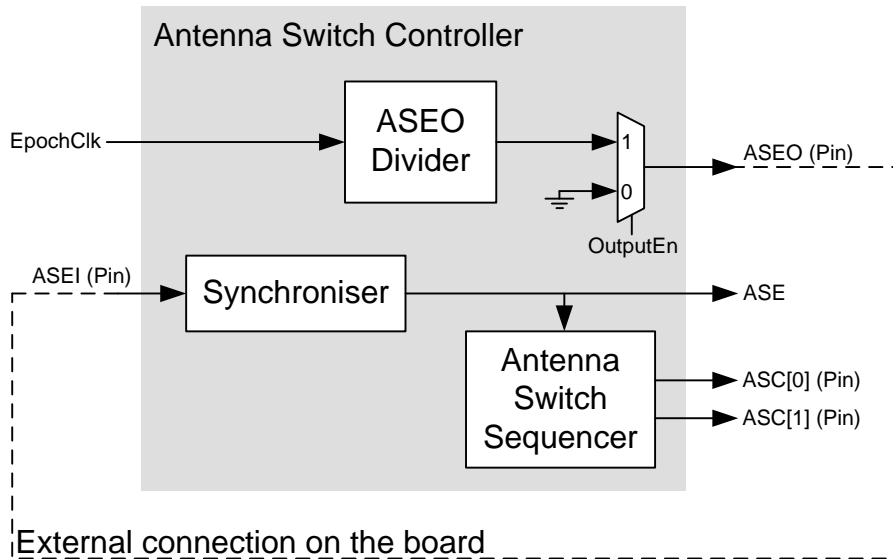 Antenna Switch Controller
EpochClk
ASEO
Divider
1
0
ASEO (Pin)
OutputEn
ASEI (Pin)
Synchroniser
ASE
Antenna
Switch
Sequencer
ASC[0] (Pin)
ASC[1] (Pin)
External connection on the board